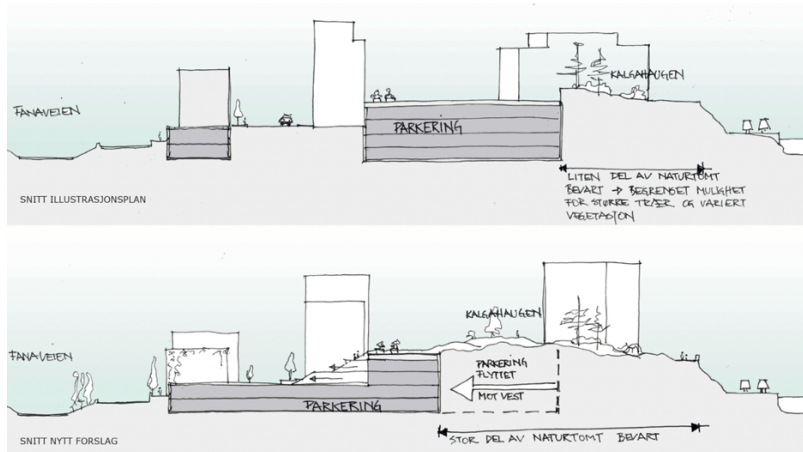 FANAVEIEN
PARKERING
KALGAHAUGEN
LITEN DEL AV NATURTOMT
BEVART → BEGRENSET MULIGHET
FOR STØRRE TRÆR OG VARIERT
VEGETASJON
SNITT ILLUSTRASJONSPLAN
KALGAHAUGEN
FANAVEIEN
PARKERING
FLYTTET
MOT VEST
PARKERING
STOR DEL AV NATURTOMT BEVART
SNITT NYTT FORSLAG